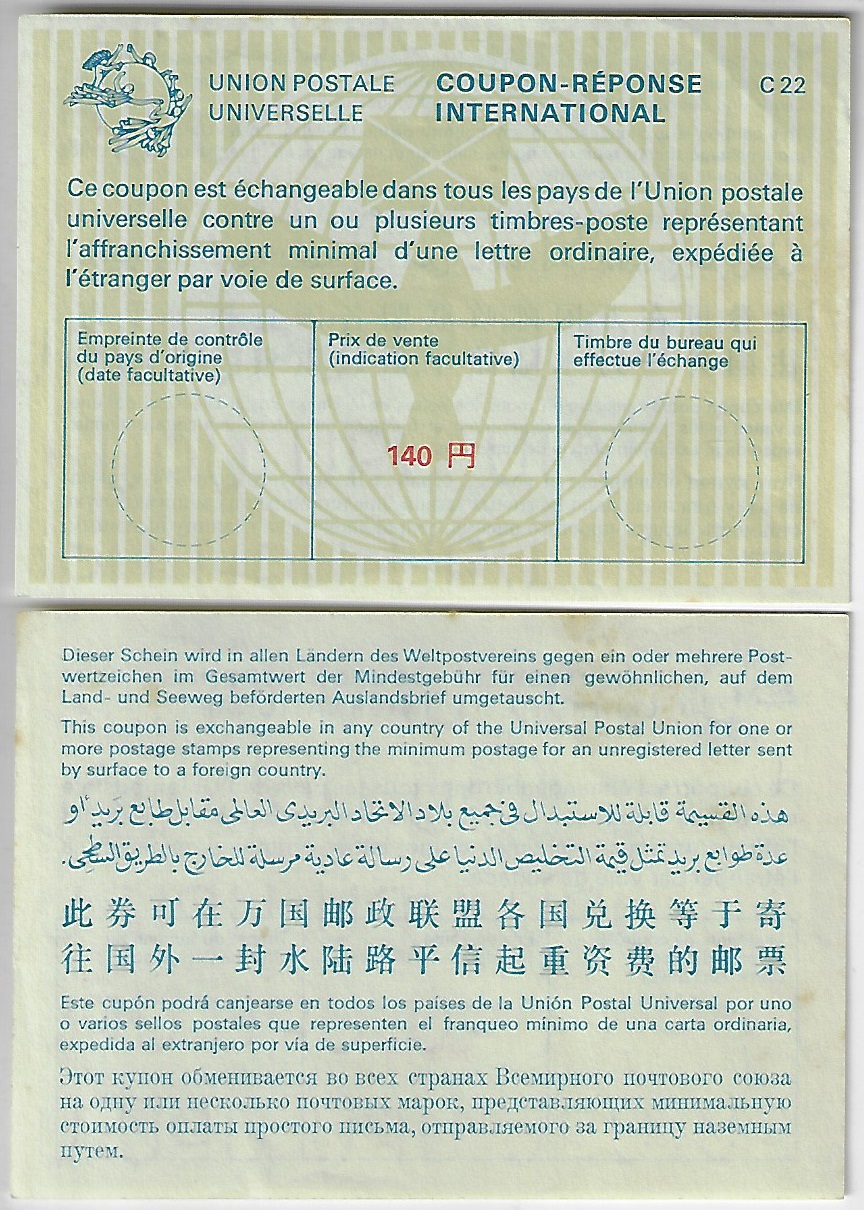 UNION POSTALE
UNIVERSELLE
COUPON-RÉPONSE
INTERNATIONAL
C 22
Ce coupon est échangeable dans tous les pays de l'Union postale
universelle contre un ou plusieurs timbres-poste représentant
l'affranchissement minimal d'une lettre ordinaire, expédiée à
l'étranger par voie de surface.
Empreinte de contrôle
du pays d'origine
(date facultative)
Prix de vente
(indication facultative)
140 円
Timbre du bureau qui
effectue l'échange
Dieser Schein wird in allen Ländern des Weltpostvereins gegen ein oder mehrere Post-
wertzeichen im Gesamtwert der Mindestgebühr für einen gewöhnlichen, auf dem
Land- und Seeweg beförderten Auslandsbrief umgetauscht.
This coupon is exchangeable in any country of the Universal Postal Union for one or
more postage stamps representing the minimum postage for an unregistered letter sent
by surface to a foreign country.
هذه القسيمة قابلة للاستبدال في جميع بلاد الاتحاد البريدى العالمى مقابل طابع بريد أو
عدة طوابع بريد تمثل قيمة التخليص الدنيا على رسالة عادية مرسلة للخارج بالطريق السطحى.
此券可在万国邮政联盟各国兑换等于寄
往国外一封水陆路平信起重资费的邮票
Este cupón podrá canjearse en todos los países de la Unión Postal Universal por uno
o varios sellos postales que representen el franqueo mínimo de una carta ordinaria,
expedida al extranjero por vía de superficie.
Этот купон обменивается во всех странах Всемирного почтового союза
на одну или несколько почтовых марок, представляющих минимальную
стоимость оплаты простого письма, отправляемого за границу наземным
путем.